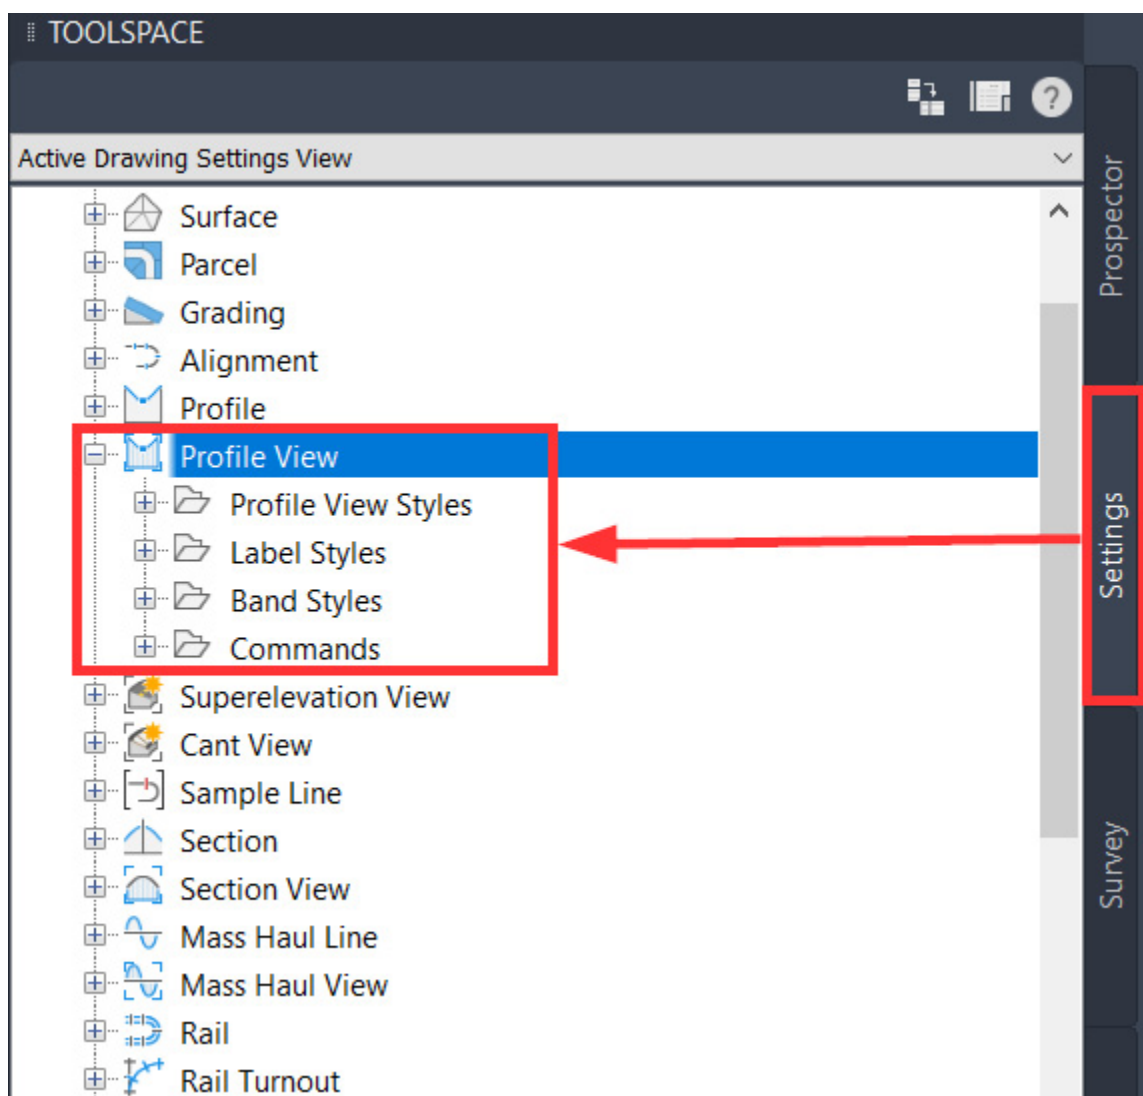 TOOLSPACE
?
Active Drawing Settings View
Surface
Parcel
Grading
Alignment
Profile
Profile View
Profile View Styles
Label Styles
Band Styles
Commands
Superelevation View
Cant View
Sample Line
Section
Section View
Mass Haul Line
Mass Haul View
Rail
Rail Turnout
Prospector
Settings
Survey